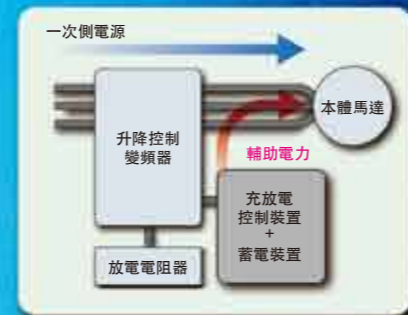 一次側電源
升降控制
變頻器
本體馬達
輔助電力
充放電
控制裝置
+
蓄電裝置
放電電阻器